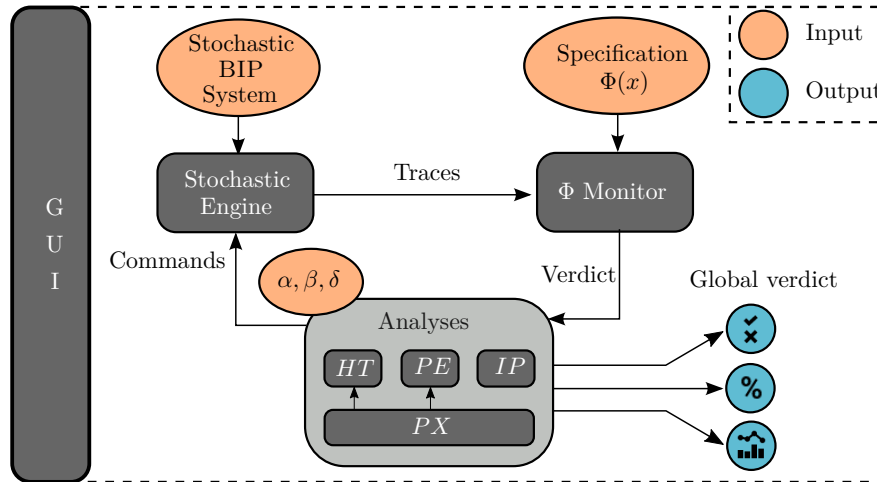 G
U
I
Stochastic
BIP
System
Specification
Φ(x)
Input
Output
Stochastic
Engine
Traces
Φ Monitor
Commands
α, β, δ
Verdict
Global verdict
Analyses
HT
PE
IP
PX
%